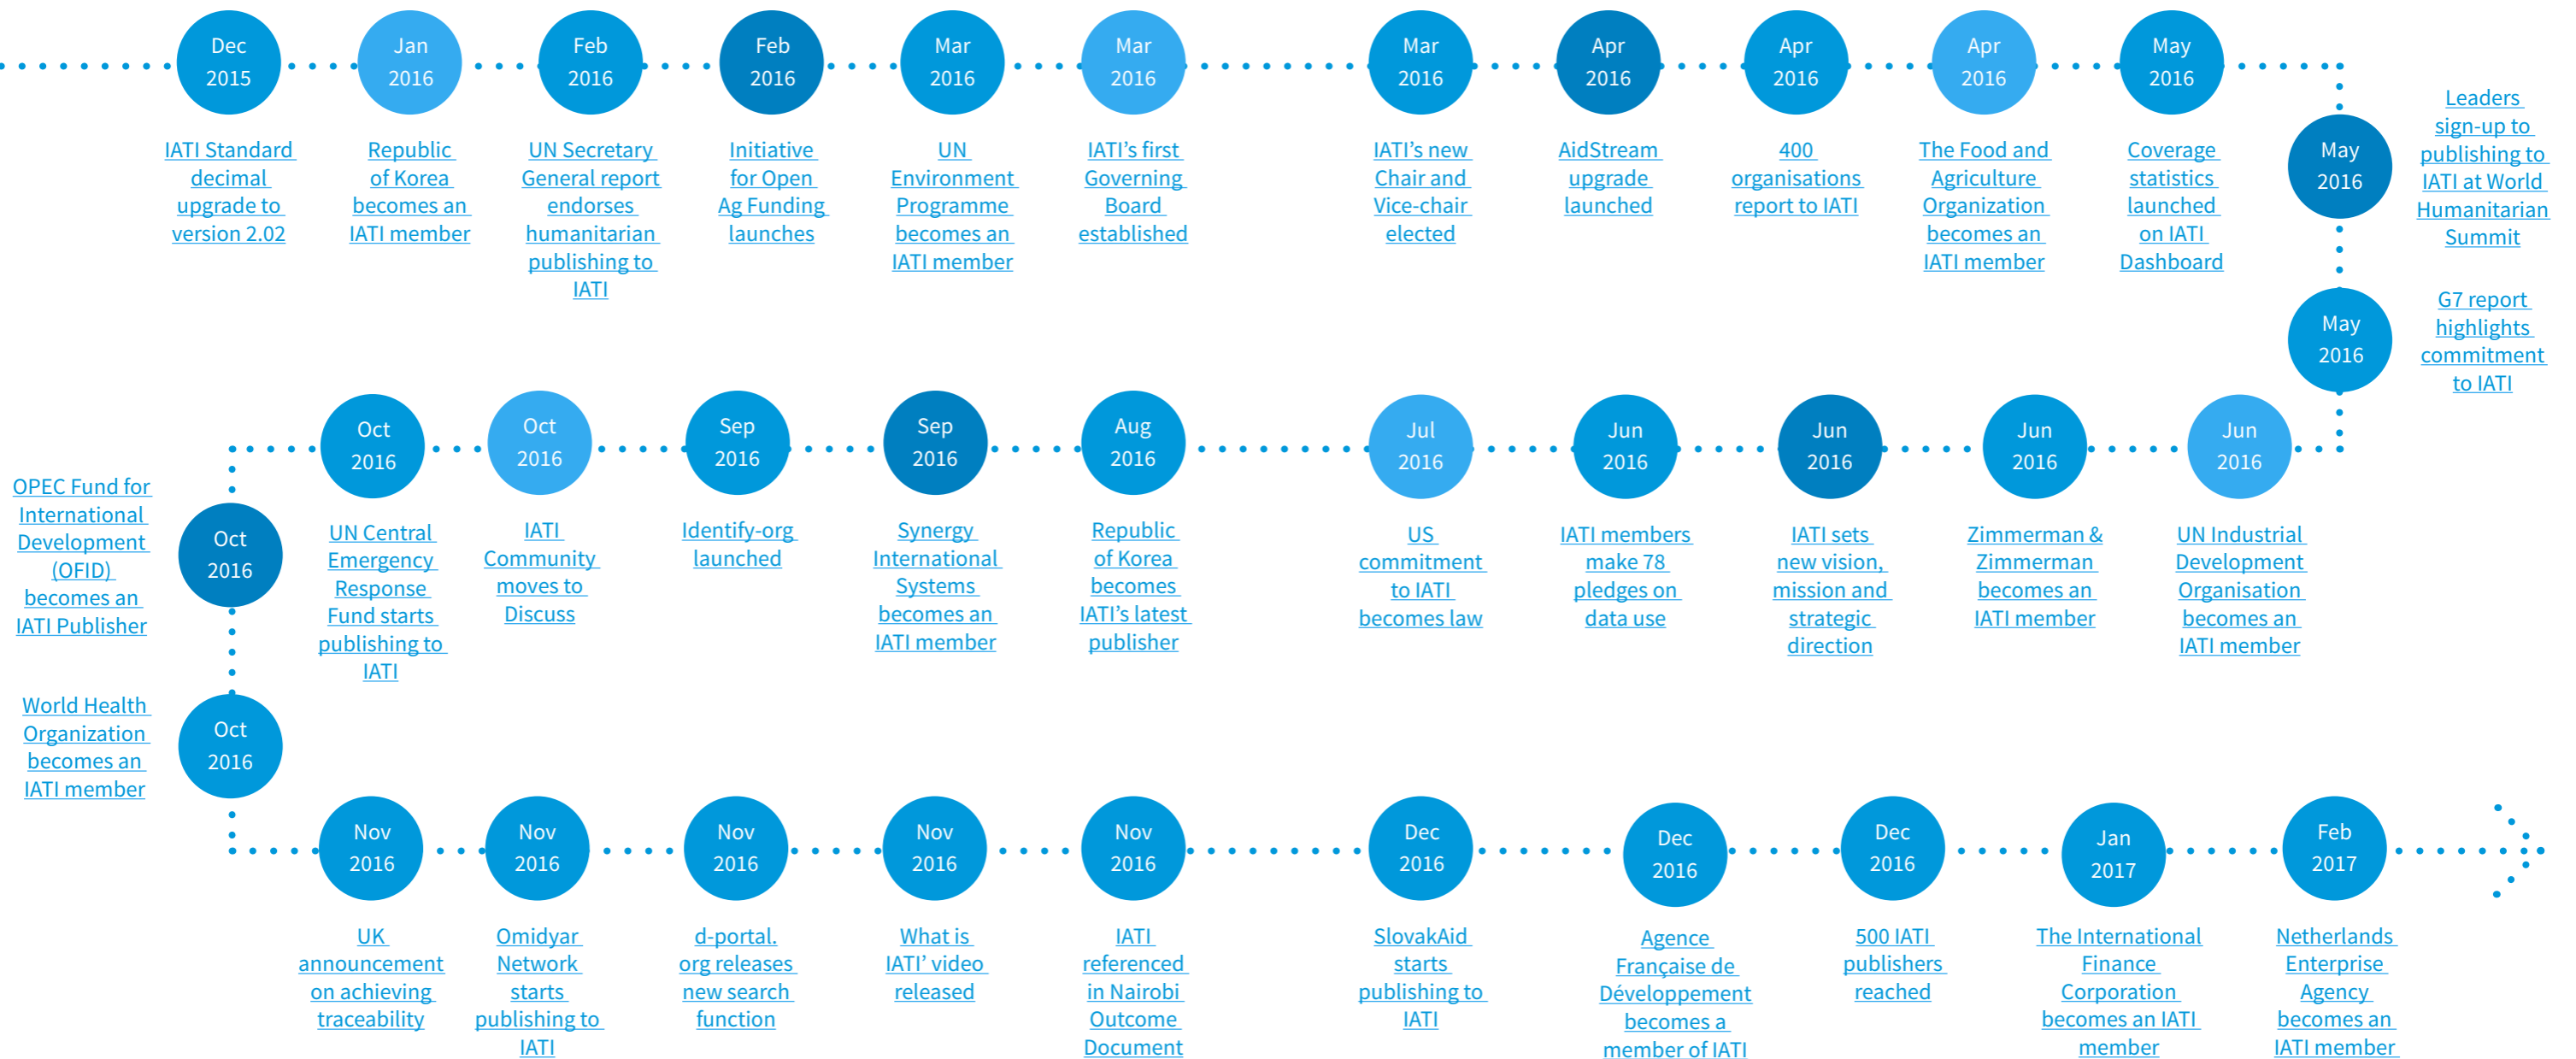 Dec
2015
IATI Standard
decimal
upgrade to
version 2.02
Jan
2016
Republic
of Korea
becomes an
IATI member
Feb
2016
UN Secretary
General report
endorses
humanitarian
publishing to
IATI
Feb
2016
Initiative
for Open
Ag Funding
launches
Mar
2016
UN
Environment
Programme
becomes an
IATI member
Mar
2016
IATI’s first
Governing
Board
established
Mar
2016
IATI’s new
Chair and
Vice-chair
elected
Apr
2016
AidStream
upgrade
launched
Apr
2016
400
organisations
report to IATI
Apr
2016
The Food and
Agriculture
Organization
becomes an
IATI member
May
2016
Coverage
statistics
launched
on IATI
Dashboard
May
2016
Leaders
sign-up to
publishing to
IATI at World
Humanitarian
Summit
May
2016
G7 report
highlights
commitment
to IATI
Jun
2016
UN Industrial
Development
Organisation
becomes an
IATI member
Jun
2016
Zimmerman &
Zimmerman
becomes an
IATI member
Jun
2016
IATI sets
new vision,
mission and
strategic
direction
Jun
2016
IATI members
make 78
pledges on
data use
Jul
2016
US
commitment
to IATI
becomes law
Aug
2016
Republic
of Korea
becomes
IATI’s latest
publisher
Sep
2016
Synergy
International
Systems
becomes an
IATI member
Sep
2016
Identify-org
launched
Oct
2016
IATI
Community
moves to
Discuss
Oct
2016
UN Central
Emergency
Response
Fund starts
publishing to
IATI
Oct
2016
OPEC Fund for
International
Development
(OFID)
becomes an
IATI Publisher
Oct
2016
World Health
Organization
becomes an
IATI member
Nov
2016
UK
announcement
on achieving
traceability
Nov
2016
Omidyar
Network
starts
publishing to
IATI
Nov
2016
d-portal.
org releases
new search
function
Nov
2016
What is
IATI’ video
released
Nov
2016
IATI
referenced
in Nairobi
Outcome
Document
Dec
2016
SlovakAid
starts
publishing to
IATI
Dec
2016
Agence
Française de
Développement
becomes a
member of IATI
Dec
2016
500 IATI
publishers
reached
Jan
2017
The International
Finance
Corporation
becomes an IATI
member
Feb
2017
Netherlands
Enterprise
Agency
becomes an
IATI member